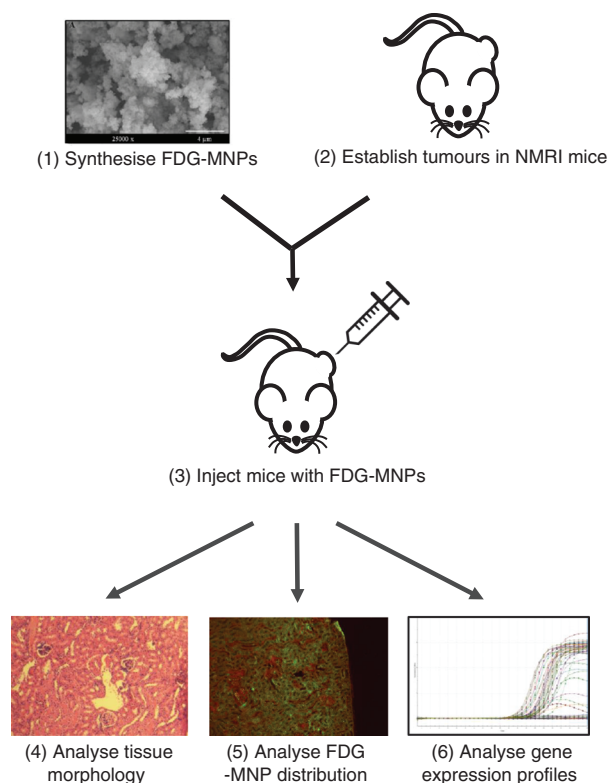 A
25000 x
4 µm
(1) Synthesise FDG-MNPs
(2) Establish tumours in NMRI mice
(3) Inject mice with FDG-MNPs
(4) Analyse tissue
morphology
(5) Analyse FDG
-MNP distribution
(6) Analyse gene
expression profiles